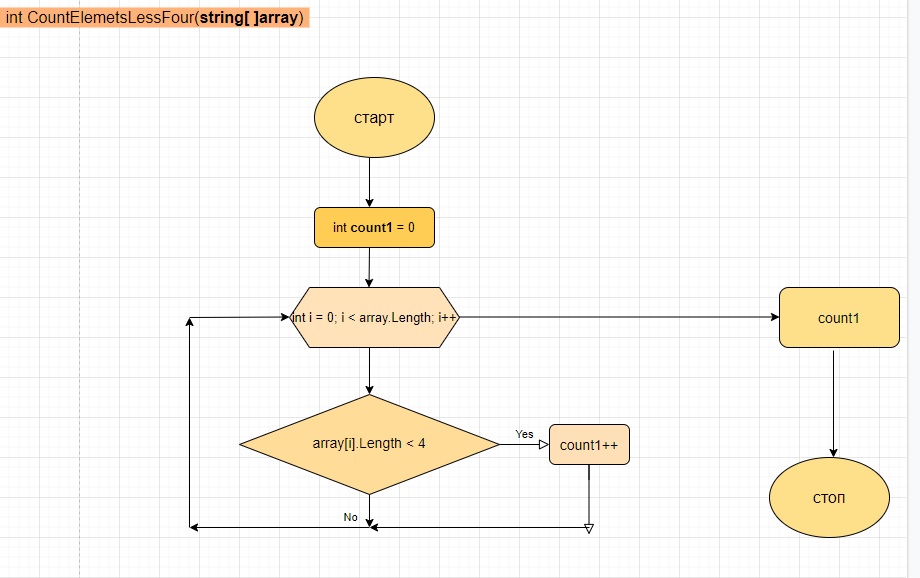 int CountElemetsLessFour(string[ ]array)
старт
int count1 = 0
int i = 0; i < array.Length; i++
count1
array[i].Length < 4
Yes
count1++
No
стоп